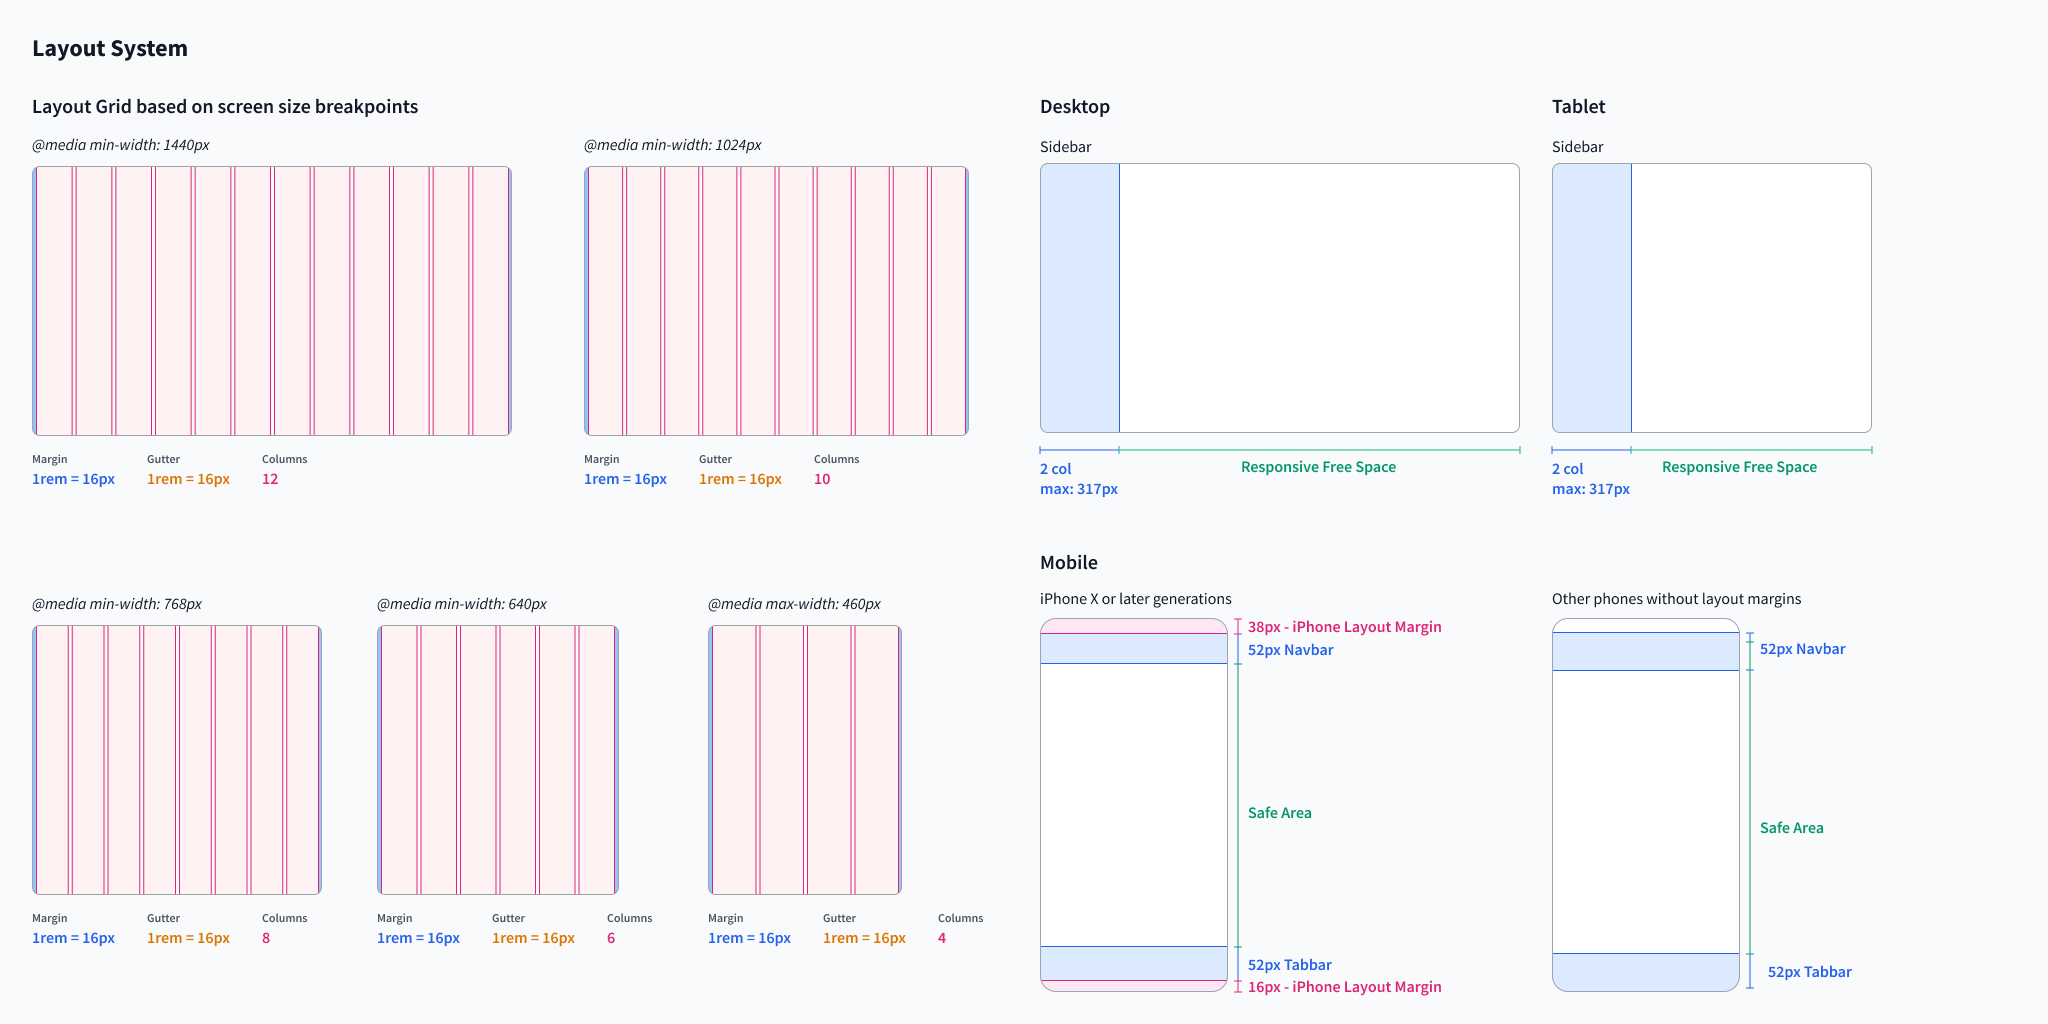 Layout System
Layout Grid based on screen size breakpoints
@media min-width: 1440px
@media min-width: 1024px
Margin
1rem = 16px
Gutter
1rem = 16px
Columns
12
Margin
1rem = 16px
Gutter
1rem = 16px
Columns
10
@media min-width: 768px
@media min-width: 640px
@media max-width: 460px
Margin
1rem = 16px
Gutter
1rem = 16px
Columns
8
Margin
1rem = 16px
Gutter
1rem = 16px
Columns
6
Margin
1rem = 16px
Gutter
1rem = 16px
Columns
4
Desktop
Sidebar
2 col
max: 317px
Responsive Free Space
Tablet
Sidebar
2 col
max: 317px
Responsive Free Space
Mobile
iPhone X or later generations
38px - iPhone Layout Margin
52px Navbar
Safe Area
52px Tabbar
16px - iPhone Layout Margin
Other phones without layout margins
52px Navbar
Safe Area
52px Tabbar